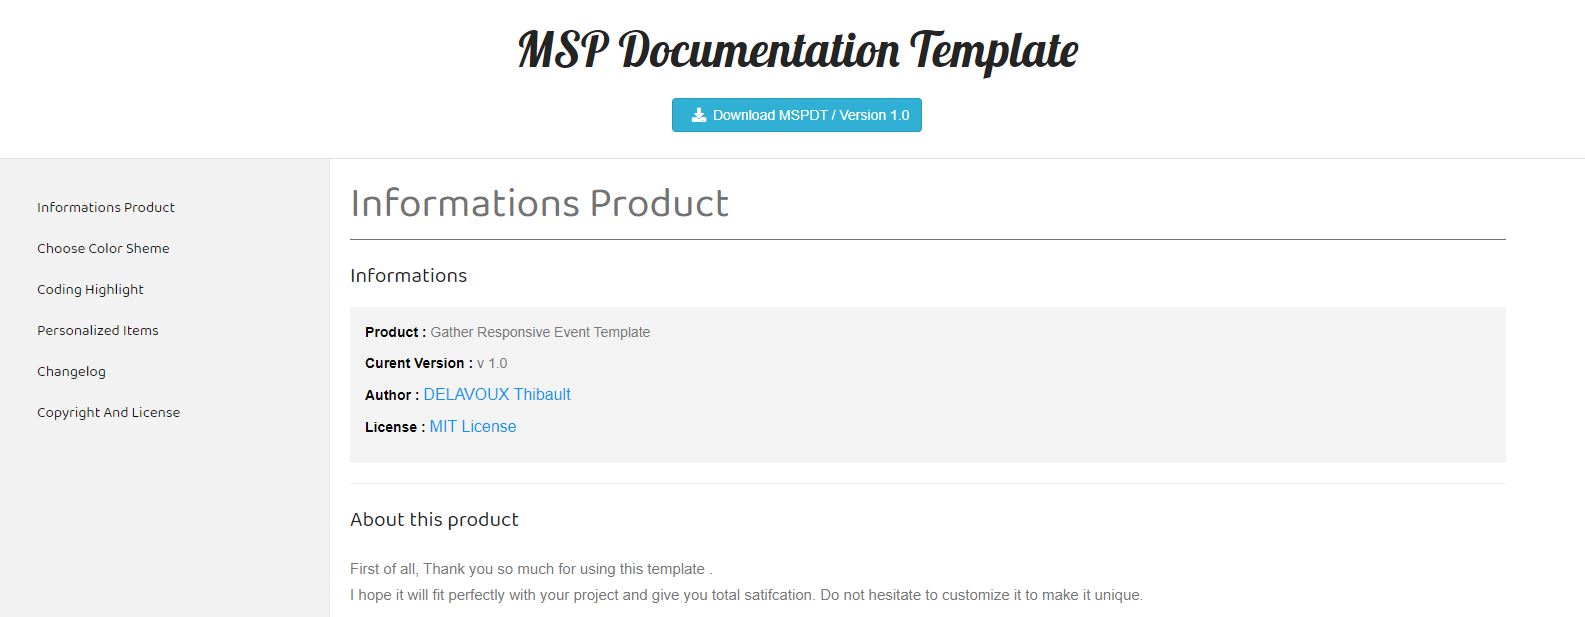 MSP Documentation Template
Download MSPDT / Version 1.0
Informations Product
Choose Color Sheme
Coding Highlight
Personalized Items
Changelog
Copyright And License
Informations Product
Informations
Product : Gather Responsive Event Template
Curent Version : v 1.0
Author : DELAVOUX Thibault
License : MIT License
About this product
First of all, Thank you so much for using this template .
I hope it will fit perfectly with your project and give you total satifcation. Do not hesitate to customize it to make it unique.